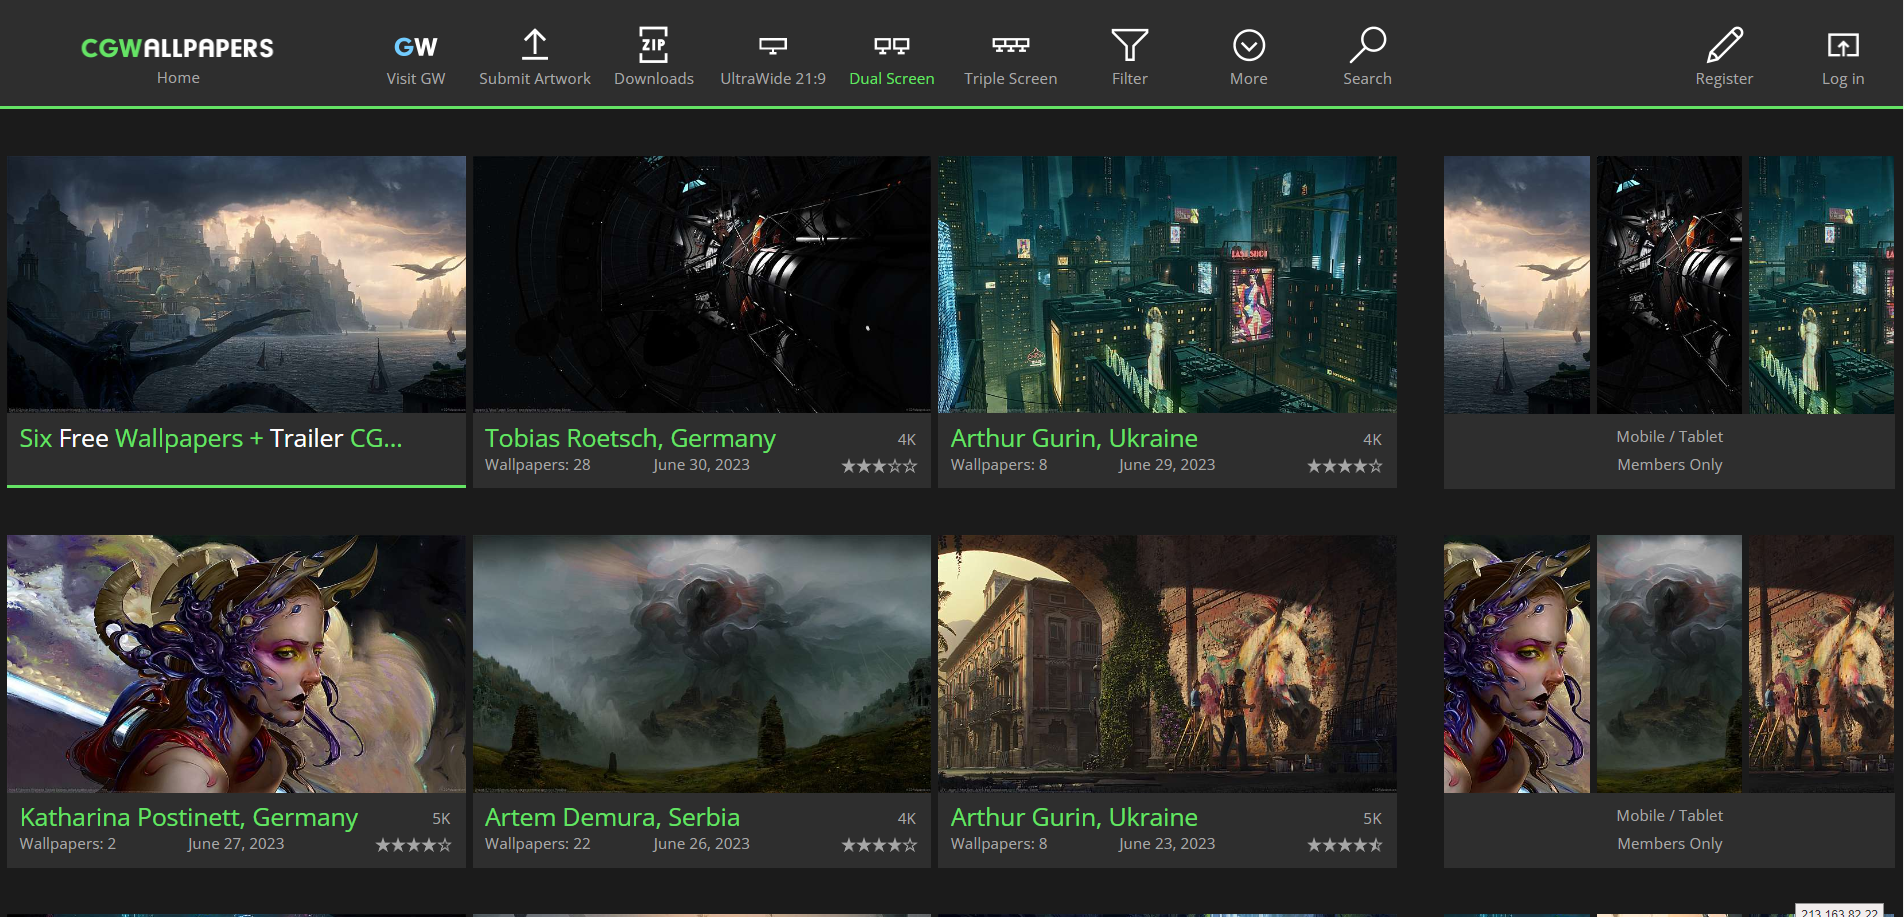 CGWALLPAPERS
Home
GW
Visit GW
Submit Artwork
ZIP
Downloads
UltraWide 21:9
Dual Screen
Triple Screen
Filter
More
Search
Register
Log in
Six Free Wallpapers + Trailer CG...
Tobias Roetsch, Germany
4K
Wallpapers: 28
June 30, 2023
Arthur Gurin, Ukraine
4K
Wallpapers: 8
June 29, 2023
Mobile / Tablet
Members Only
Katharina Postinett, Germany
5K
Wallpapers: 2
June 27, 2023
Artem Demura, Serbia
4K
Wallpapers: 22
June 26, 2023
Arthur Gurin, Ukraine
5K
Wallpapers: 8
June 23, 2023
Mobile / Tablet
Members Only
213.163.82.22